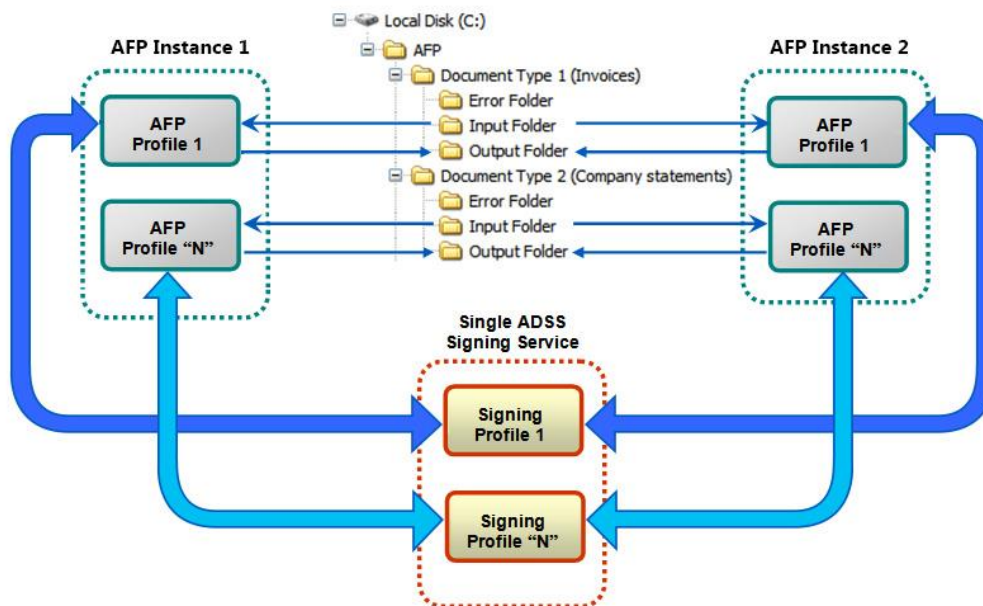 AFP Instance 1
AFP
Profile 1
AFP
Profile “N”
Local Disk (C:)
AFP
Document Type 1 (Invoices)
Error Folder
Input Folder
Output Folder
Document Type 2 (Company statements)
Error Folder
Input Folder
Output Folder
AFP Instance 2
AFP
Profile 1
AFP
Profile “N”
Single ADSS
Signing Service
Signing
Profile 1
Signing
Profile “N”